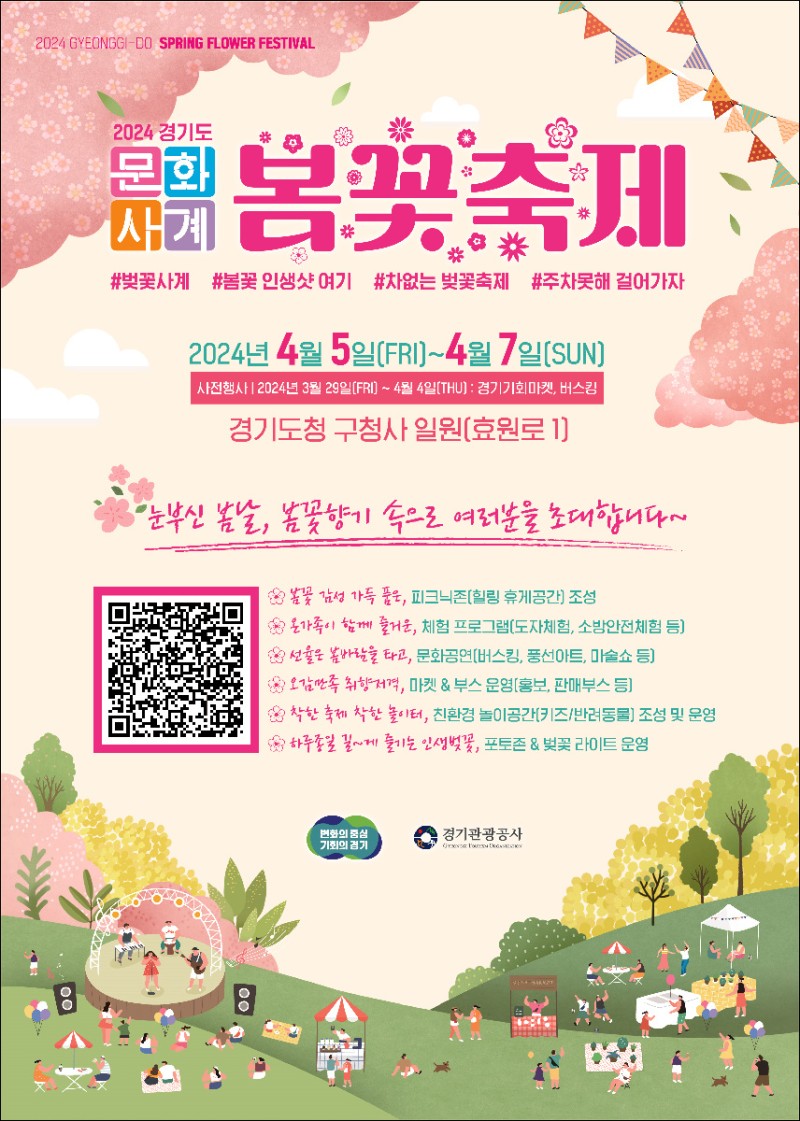 2024 GYEONGGI-DO SPRING FLOWER FESTIVAL
2024 경기도
문화
사계
봄꽃축제
#벚꽃사계 #봄꽃 인생샷 여기 #차없는 벚꽃축제 #주차못해 걸어가자
2024년 4월 5일(FRI)~4월 7일(SUN)
사전행사 | 2024년 3월 29일(FRI) ~ 4월 4일(THU) : 경기기회마켓, 버스킹
경기도청 구청사 일원(효원로 1)
눈부신 봄날, 봄꽃향기 속으로 여러분을 초대합니다~
봄꽃 감성 가득 품은, 피크닉존(힐링 휴게공간) 조성
온가족이 함께 즐거운, 체험 프로그램(도자체험, 소방안전체험 등)
선율은 봄바람을 타고, 문화공연(버스킹, 풍선아트, 마술쇼 등)
오감만족 취향저격, 마켓 & 부스 운영(홍보, 판매부스 등)
착한 축제 착한 놀이터, 친환경 놀이공간(키즈/반려동물) 조성 및 운영
하루종일 길~게 즐기는 인생벚꽃, 포토존 & 벚꽃 라이트 운영
변화의 중심
기회의 경기
경기관광공사
GYEONGGI TOURISM ORGANIZATION